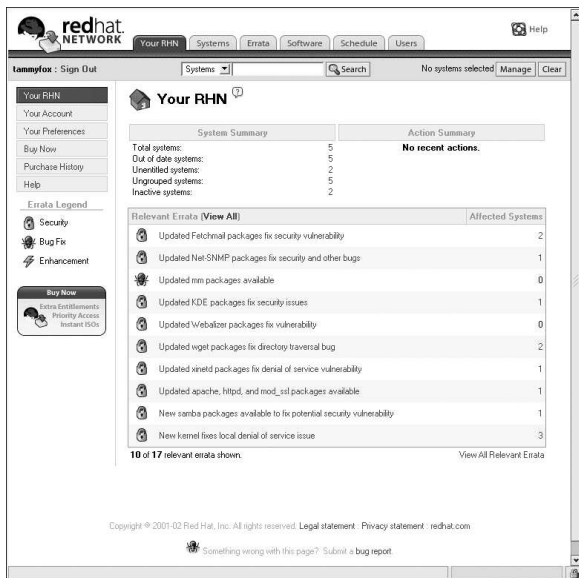 redhat.
NETWORK
Your RHN Systems Errata Software Schedule Users
Help
tammyfox : Sign Out Systems Search No systems selected Manage Clear
Your RHN
Your Account
Your Preferences
Buy Now
Purchase History
Help
Errata Legend
Security
Bug Fix
Enhancement
Buy Now
Extra Entitlements
Priority Access
Instant ISOs
Your RHN ?
System Summary Action Summary
Total systems: 5 No recent actions.
Out of date systems: 5
Unentitled systems: 2
Ungrouped systems: 5
Inactive systems: 2
Relevant Errata (View All) Affected Systems
Updated Fetchmail packages fix security vulnerability 2
Updated Net-SNMP packages fix security and other bugs 1
Updated mm packages available 0
Updated KDE packages fix security issues 1
Updated Webalizer packages fix vulnerability 0
Updated wget packages fix directory traversal bug 2
Updated xinetd packages fix denial of service vulnerability 1
Updated apache, httpd, and mod_ssl packages available 1
New samba packages available to fix potential security vulnerability 1
New kernel fixes local denial of service issue 3
10 of 17 relevant errata shown. View All Relevant Errata
Copyright © 2001-02 Red Hat, Inc. All rights reserved. Legal statement : Privacy statement : redhat.com
Something wrong with this page? Submit a bug report.